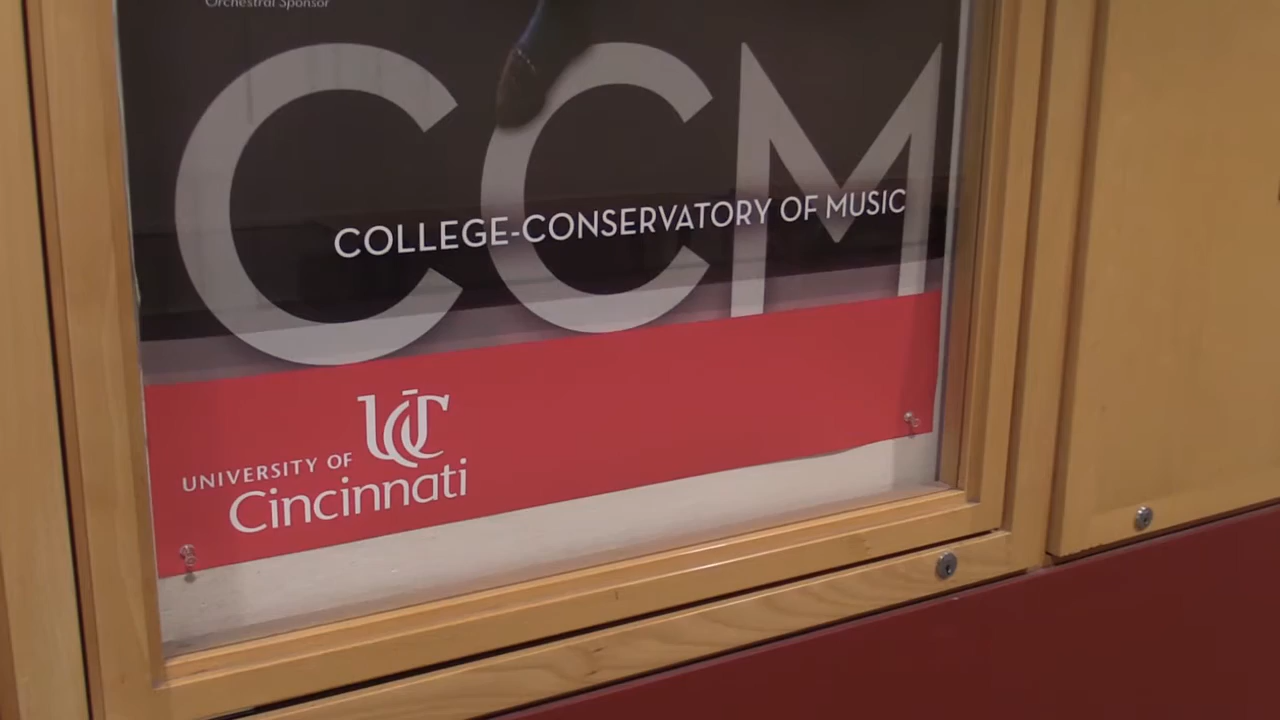 Orchestral Sponsor
CCM
COLLEGE-CONSERVATORY OF MUSIC
UC
UNIVERSITY OF
Cincinnati